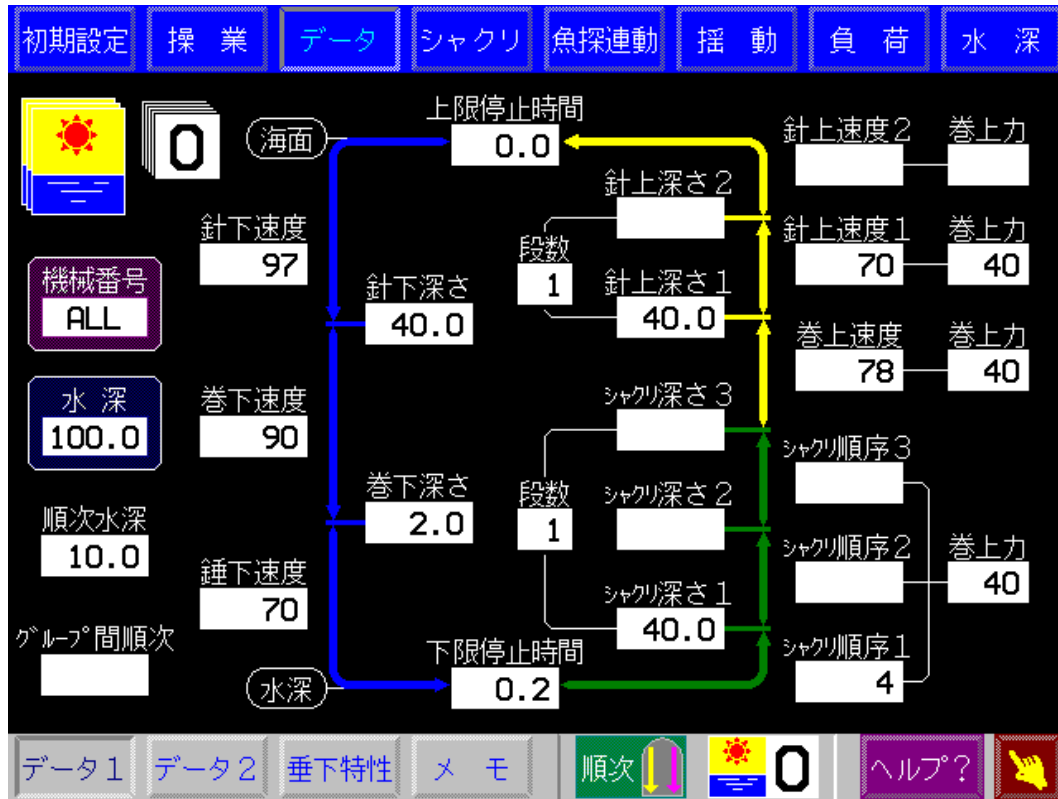 初期設定
操 業
データ
シャクリ
魚探連動
揺 動
負 荷
水 深
0
海面
上限停止時間
0.0
針上速度2
巻上力
針上深さ2
針下速度
97
段数
1
針上速度1
70
巻上力
40
機械番号
ALL
針下深さ
40.0
針上深さ1
40.0
巻上速度
78
巻上力
40
水 深
100.0
巻下速度
90
シャクリ深さ3
シャクリ順序3
巻下深さ
2.0
段数
1
シャクリ深さ2
順次水深
10.0
シャクリ順序2
巻上力
40
錘下速度
70
シャクリ深さ1
40.0
グループ間順次
下限停止時間
0.2
シャクリ順序1
4
水深
データ1
データ2
垂下特性
メ モ
順次
0
ヘルプ?